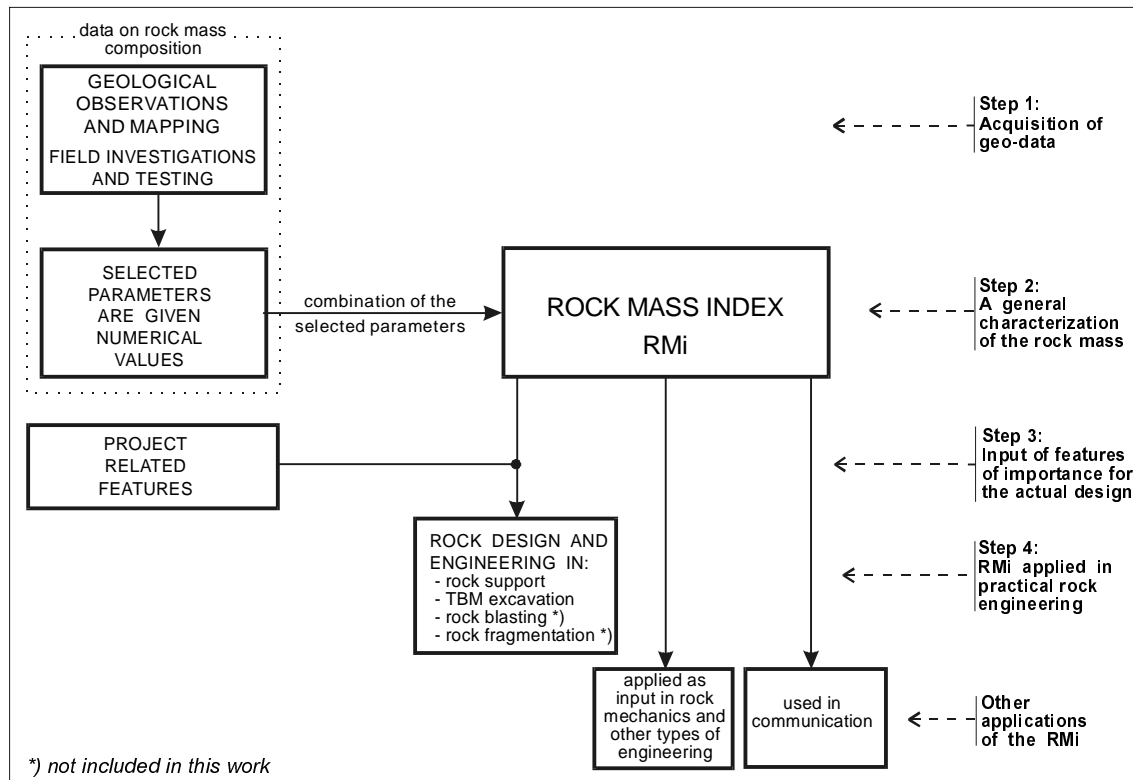 data on rock mass
composition
GEOLOGICAL
OBSERVATIONS
AND MAPPING
FIELD INVESTIGATIONS
AND TESTING
Step 1:
Acquisition of
geo-data
SELECTED
PARAMETERS
ARE GIVEN
NUMERICAL
VALUES
combination of the
selected parameters
ROCK MASS INDEX
RMi
Step 2:
A general
characterization
of the rock mass
PROJECT
RELATED
FEATURES
Step 3:
Input of features
of importance for
the actual design
ROCK DESIGN AND
ENGINEERING IN:
- rock support
- TBM excavation
- rock blasting *)
- rock fragmentation *)
Step 4:
RMi applied in
practical rock
engineering
applied as
input in rock
mechanics and
other types of
engineering
used in
communication
Other
applications
of the RMi
*) not included in this work